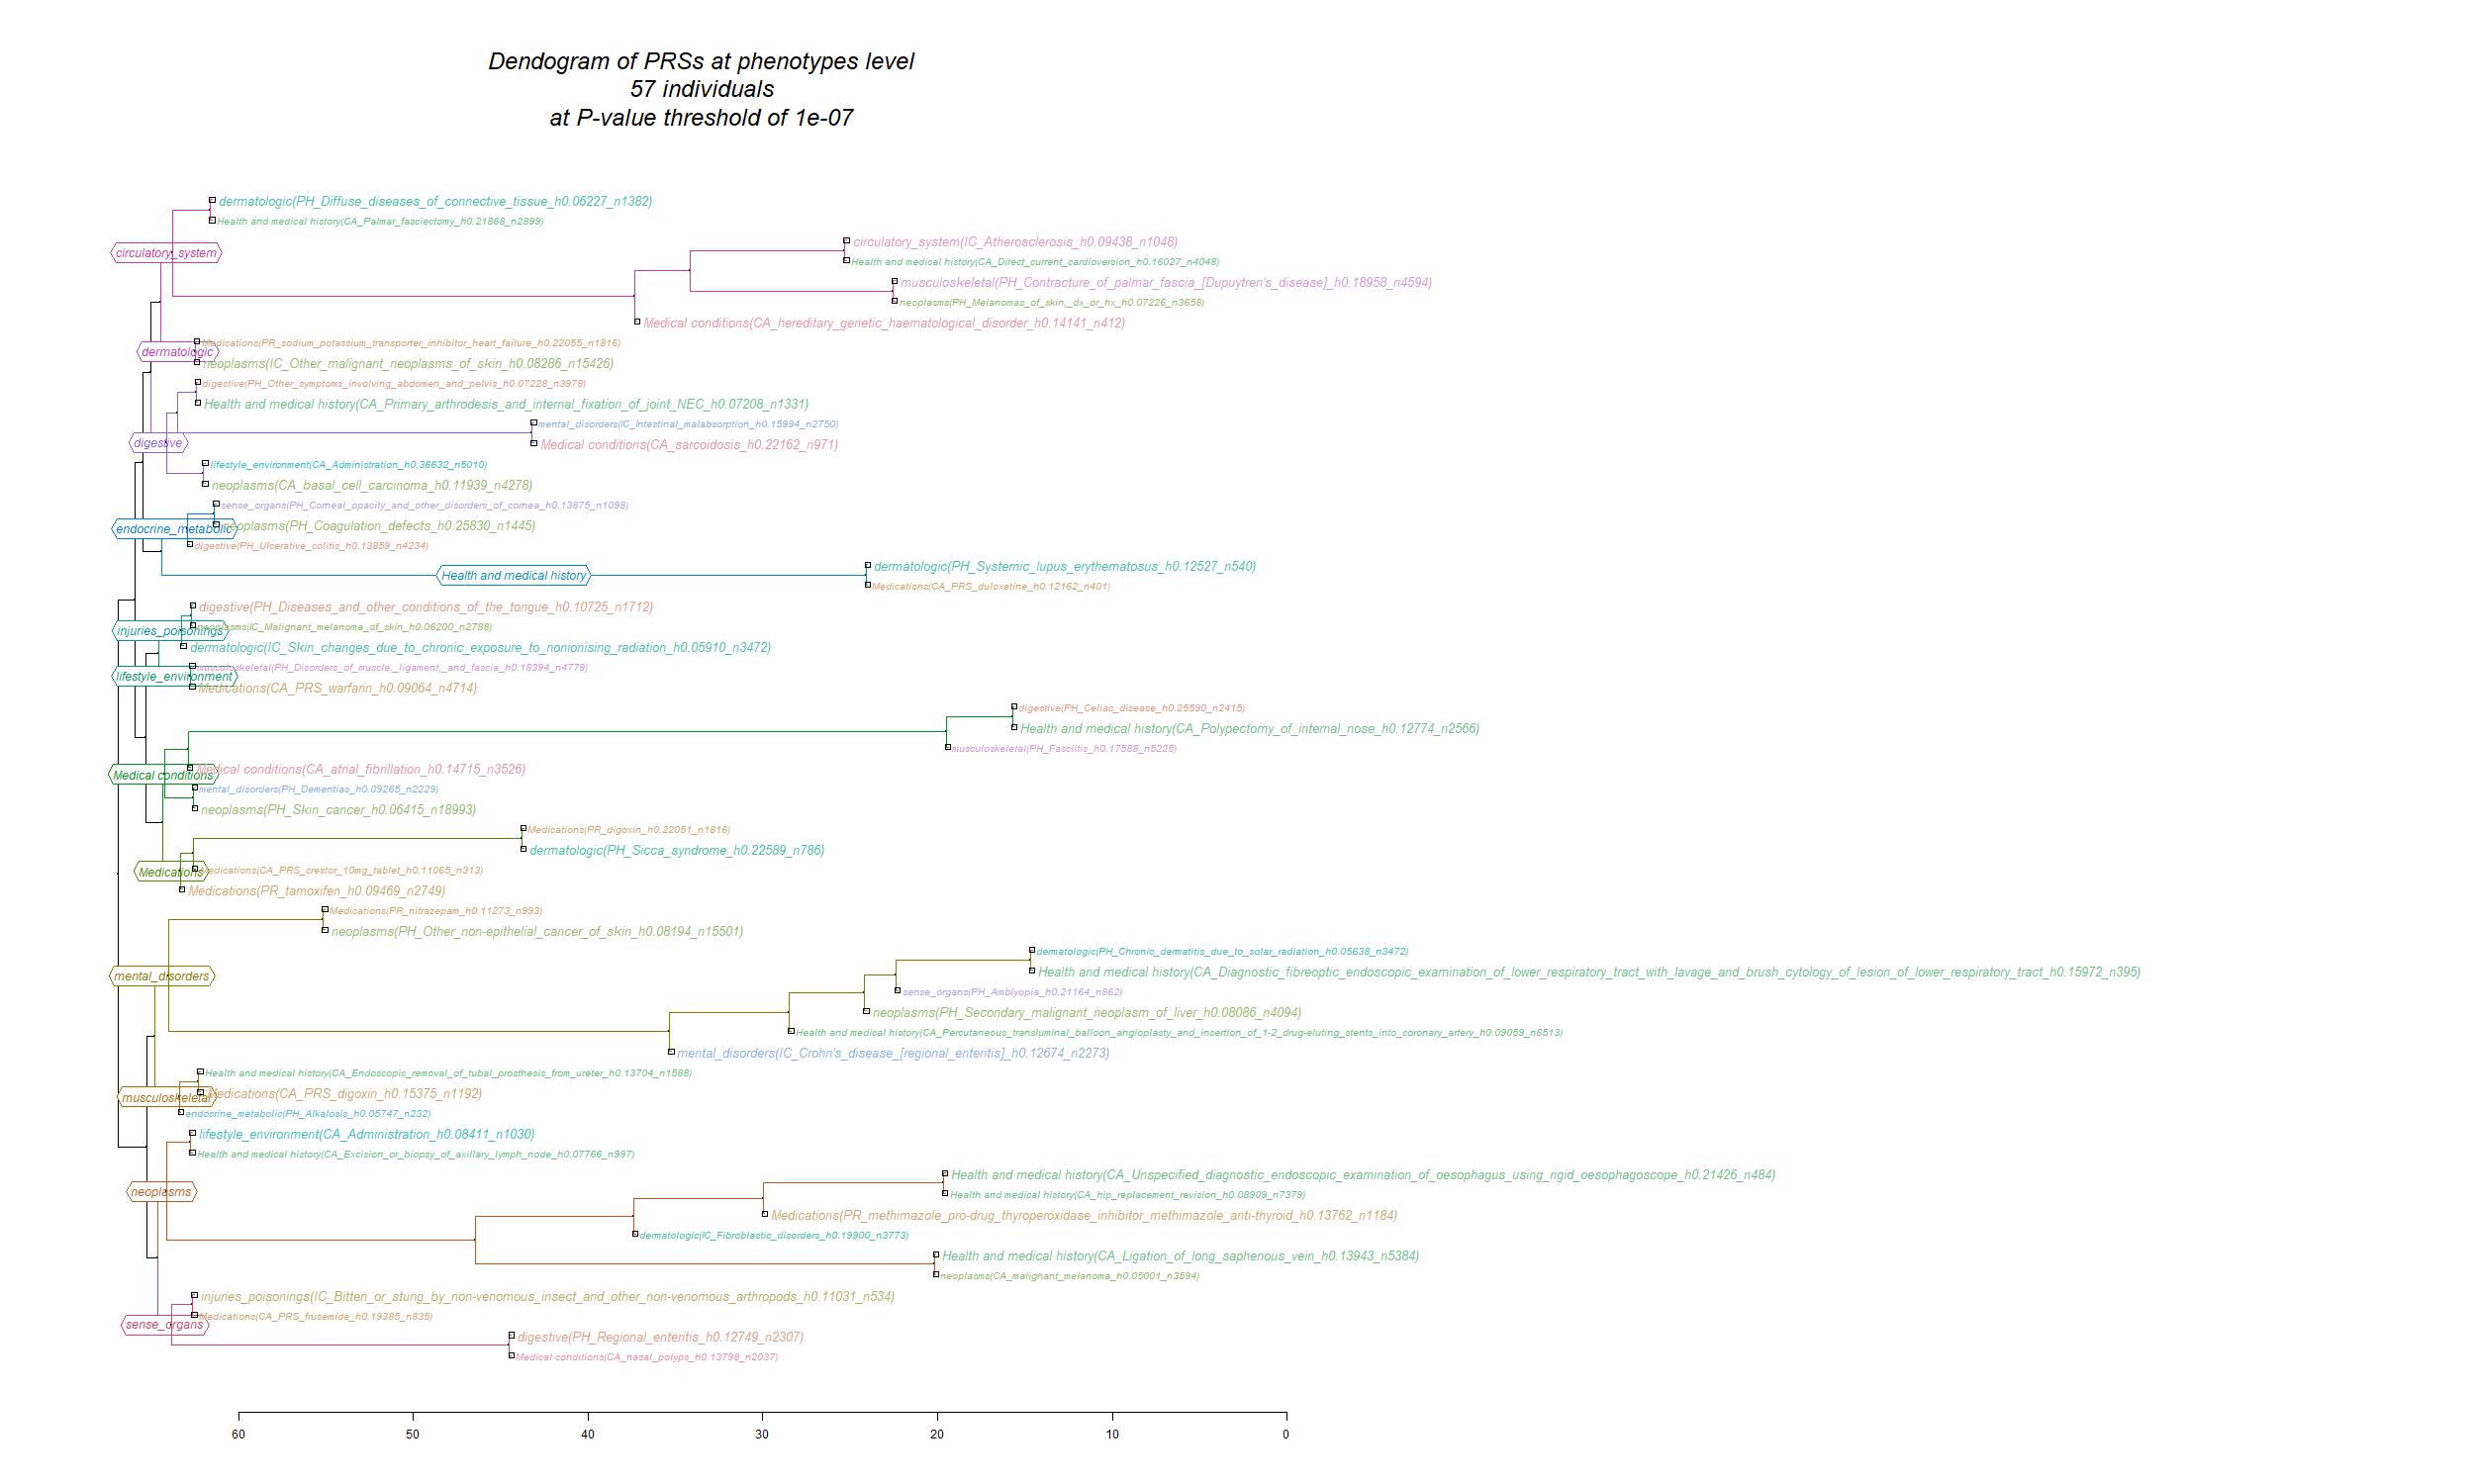 Dendogram of PRSs at phenotypes level
57 individuals
at P-value threshold of 1e-07
dermatologic(PH_Diffuse_diseases_of_connective_tissue_h0.06227_n1382)
Health and medical history(CA_Palmar_fasciectomy_h0.21868_n2899)
circulatory_system(IC_Atherosclerosis_h0.09438_n1048)
circulatory_system
Health and medical history(CA_Direct_current_cardioversion_h0.16027_n4048)
musculoskeletal(PH_Contracture_of_palmar_fascia_[Dupuytren's_disease]_h0.18958_n4594)
neoplasms(PH_Melanomas_of_skin,_dx_or_hx_h0.07226_n3658)
Medical conditions(CA_hereditary_genetic_haematological_disorder_h0.14141_n412)
Medications(PR_sodium_potassium_transporter_inhibitor_heart_failure_h0.22055_n1816)
dermatologic
neoplasms(IC_Other_malignant_neoplasms_of_skin_h0.08286_n15426)
digestive(PH_Other_symptoms_involving_abdomen_and_pelvis_h0.07228_n3978)
Health and medical history(CA_Primary_arthrodesis_and_internal_fixation_of_joint_NEC_h0.07208_n1331)
mental_disorders(IC_Intestinal_malabsorption_h0.15994_n2750)
digestive
Medical conditions(CA_sarcoidosis_h0.22162_n971)
lifestyle_environment(CA_Administration_h0.36632_n5010)
neoplasms(CA_basal_cell_carcinoma_h0.11939_n4278)
sense_organs(PH_Corneal_opacity_and_other_disorders_of_cornea_h0.13875_n1098)
endocrine_metabolic
neoplasms(PH_Coagulation_defects_h0.25830_n1445)
digestive(PH_Ulcerative_colitis_h0.13859_n4234)
dermatologic(PH_Systemic_lupus_erythematosus_h0.12527_n540)
Health and medical history
Medications(CA_PRS_duloxetine_h0.12162_n401)
digestive(PH_Diseases_and_other_conditions_of_the_tongue_h0.10725_n1712)
neoplasms(IC_Malignant_melanoma_of_skin_h0.06200_n2788)
injuries_poisonings
dermatologic(IC_Skin_changes_due_to_chronic_exposure_to_nonionising_radiation_h0.05910_n3472)
musculoskeletal(PH_Disorders_of_muscle,_ligament,_and_fascia_h0.18394_n4779)
lifestyle_environment
Medications(CA_PRS_warfarin_h0.09064_n4714)
digestive(PH_Celiac_disease_h0.25590_n2415)
Health and medical history(CA_Polypectomy_of_internal_nose_h0.12774_n2566)
musculoskeletal(PH_Fasciitis_h0.17588_n5225)
Medical conditions(CA_atrial_fibrillation_h0.14715_n3526)
Medical conditions
mental_disorders(PH_Dementias_h0.09265_n2229)
neoplasms(PH_Skin_cancer_h0.06415_n18993)
Medications(PR_digoxin_h0.22051_n1816)
dermatologic(PH_Sicca_syndrome_h0.22589_n786)
Medications(CA_PRS_crestor_10mg_tablet_h0.11065_n313)
Medications
Medications(PR_tamoxifen_h0.09469_n2749)
Medications(PR_nitrazepam_h0.11273_n993)
neoplasms(PH_Other_non-epithelial_cancer_of_skin_h0.08194_n15501)
dermatologic(PH_Chronic_dermatitis_due_to_solar_radiation_h0.05638_n3472)
Health and medical history(CA_Diagnostic_fibreoptic_endoscopic_examination_of_lower_respiratory_tract_with_lavage_and_brush_cytology_of_lesion_of_lower_respiratory_tract_h0.15972_n395)
mental_disorders
sense_organs(PH_Amblyopia_h0.21164_n862)
neoplasms(PH_Secondary_malignant_neoplasm_of_liver_h0.08086_n4094)
Health and medical history(CA_Percutaneous_transluminal_balloon_angioplasty_and_insertion_of_1-2_drug-eluting_stents_into_coronary_artery_h0.09059_n6513)
mental_disorders(IC_Crohn's_disease_[regional_enteritis]_h0.12674_n2273)
Health and medical history(CA_Endoscopic_removal_of_tubal_prosthesis_from_ureter_h0.13704_n1588)
Medications(CA_PRS_digoxin_h0.15375_n1192)
musculoskeletal
endocrine_metabolic(PH_Alkalosis_h0.05747_n232)
lifestyle_environment(CA_Administration_h0.08411_n1030)
Health and medical history(CA_Excision_or_biopsy_of_axillary_lymph_node_h0.07766_n997)
Health and medical history(CA_Unspecified_diagnostic_endoscopic_examination_of_oesophagus_using_rigid_oesophagoscope_h0.21426_n484)
neoplasms
Health and medical history(CA_hip_replacement_revision_h0.08909_n7379)
Medications(PR_methimazole_pro-drug_thyroperoxidase_inhibitor_methimazole_anti-thyroid_h0.13762_n1184)
dermatologic(IC_Fibroblastic_disorders_h0.19900_n3773)
Health and medical history(CA_Ligation_of_long_saphenous_vein_h0.13943_n5384)
neoplasms(CA_malignant_melanoma_h0.05001_n3594)
injuries_poisonings(IC_Bitten_or_stung_by_non-venomous_insect_and_other_non-venomous_arthropods_h0.11031_n534)
Medications(CA_PRS_frusemide_h0.19385_n835)
sense_organs
digestive(PH_Regional_enteritis_h0.12749_n2307)
Medical conditions(CA_nasal_polyps_h0.13798_n2037)
60 50 40 30 20 10 0